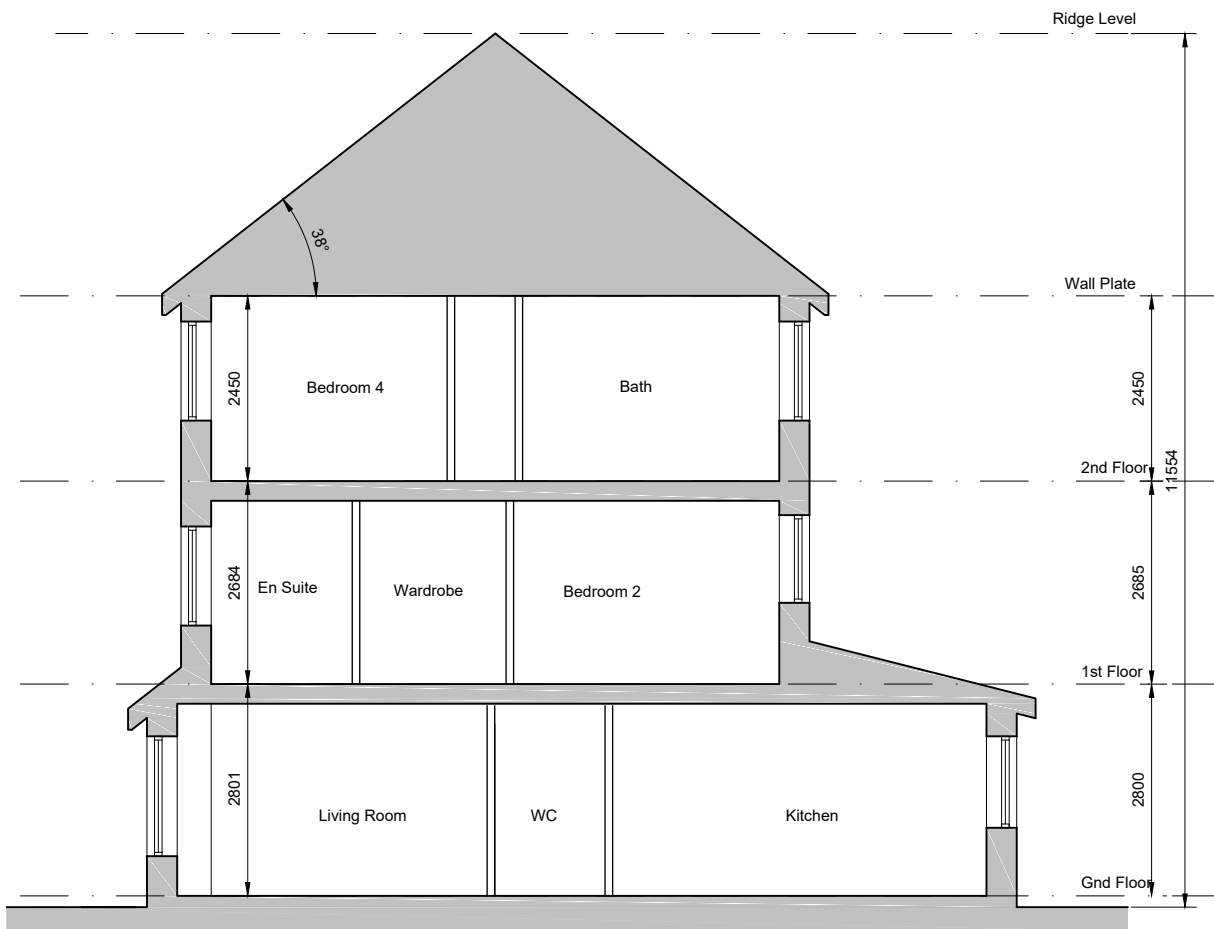 Ridge Level
38°
Wall Plate
2450
Bedroom 4
Bath
2450
2nd Floor
11554
2684
En Suite
Wardrobe
Bedroom 2
2685
1st Floor
2801
Living Room
WC
Kitchen
2800
Gnd Floor